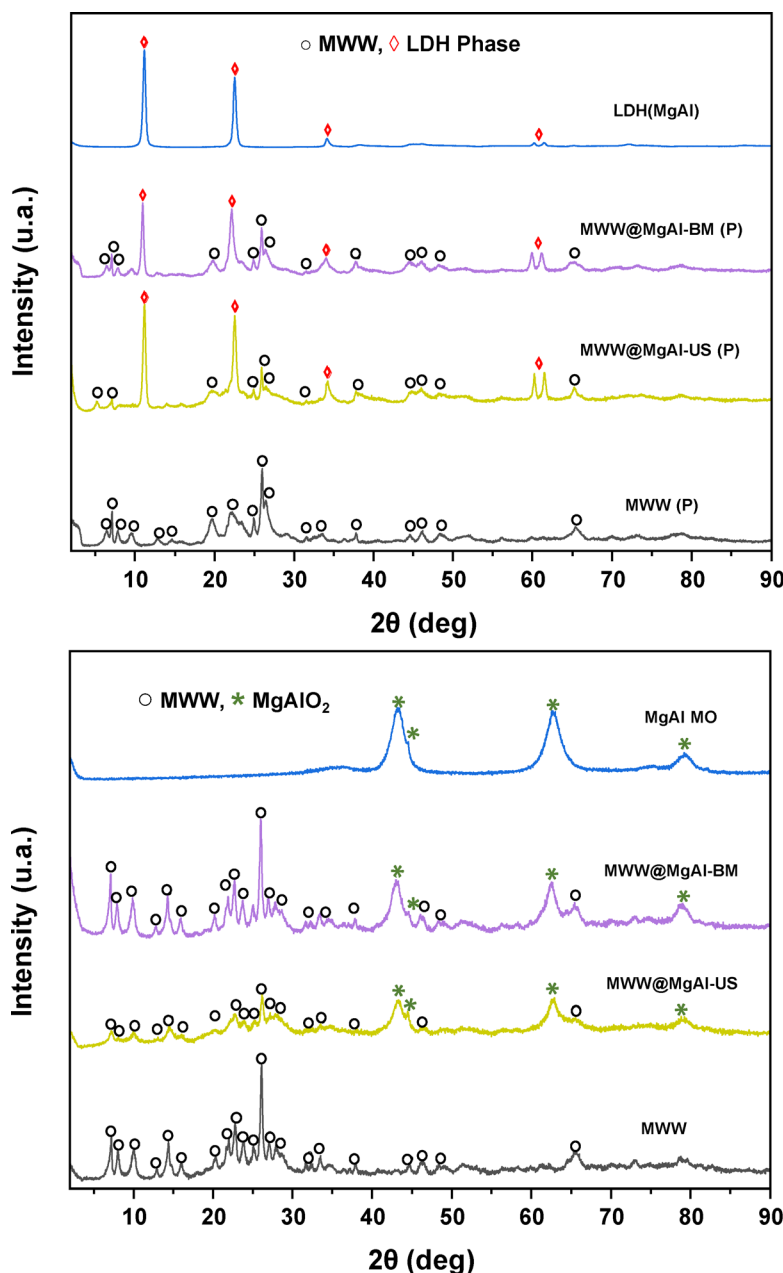 MWW, LDH Phase
LDH(MgAl)
MWW@MgAl-BM (P)
MWW@MgAl-US (P)
MWW (P)
Intensity (u.a.)
10 20 30 40 50 60 70 80 90
2θ (deg)
MWW, * MgAlO₂
MgAl MO
MWW@MgAl-BM
MWW@MgAl-US
MWW
Intensity (u.a.)
10 20 30 40 50 60 70 80 90
2θ (deg)